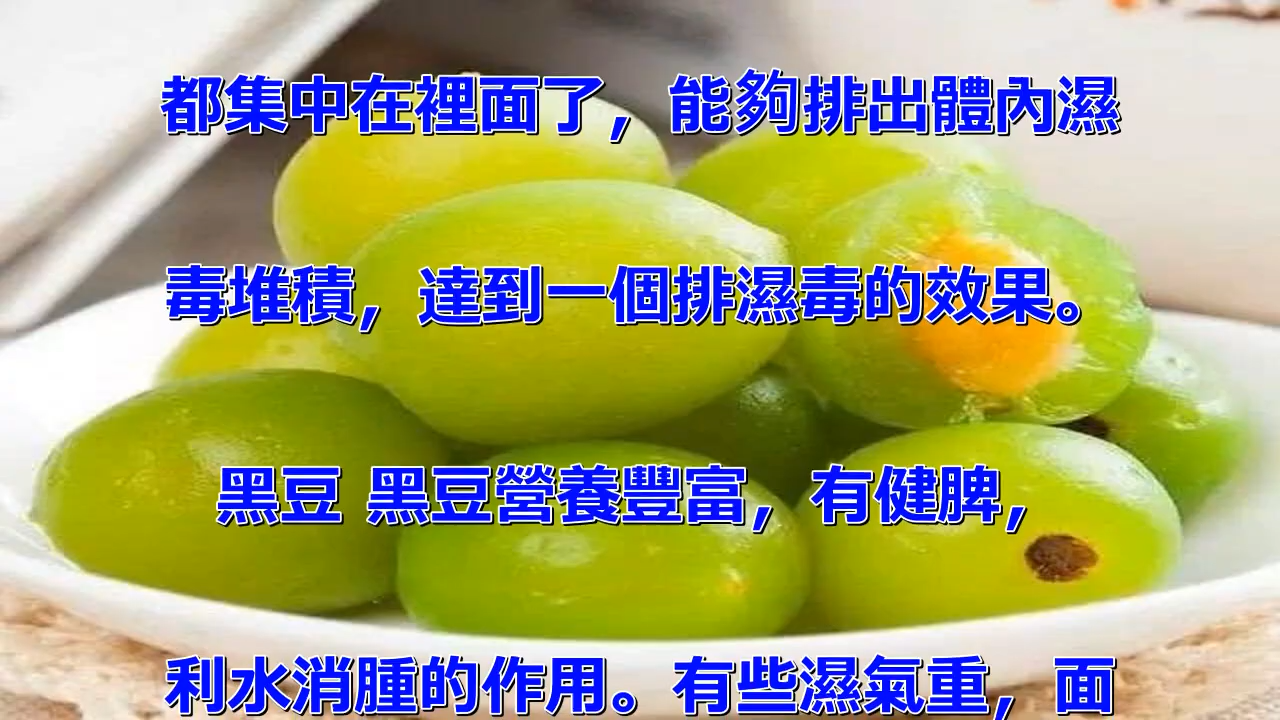 都集中在裡面了，能夠排出體內濕
毒堆積，達到一個排濕毒的效果。
黑豆 黑豆營養豐富，有健脾，
利水消腫的作用。有些濕氣重，面